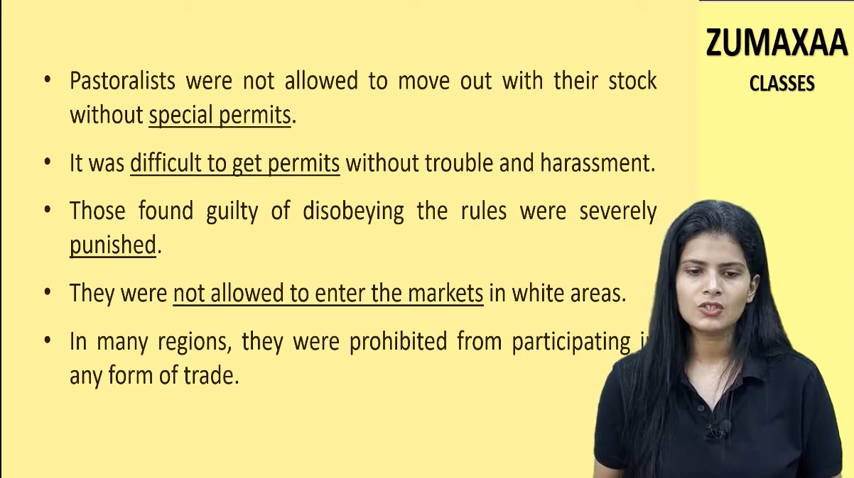 ZUMAXAA
CLASSES
• Pastoralists were not allowed to move out with their stock
without special permits.
• It was difficult to get permits without trouble and harassment.
• Those found guilty of disobeying the rules were severely
punished.
• They were not allowed to enter the markets in white areas.
• In many regions, they were prohibited from participating
any form of trade.